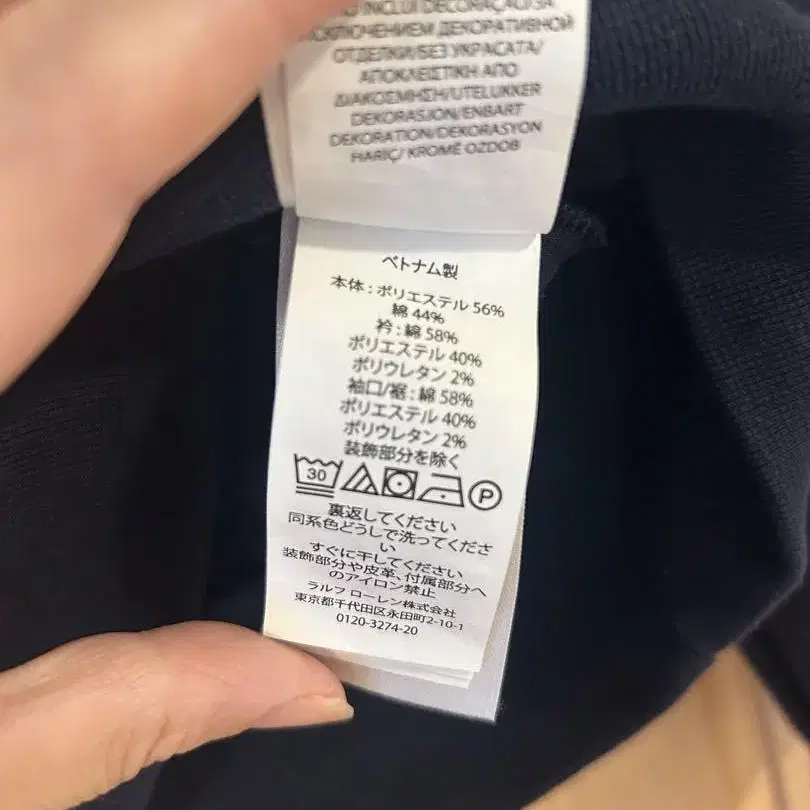 NO INCLUI DECORAÇÃO/ЗА
ИСКЛЮЧЕНИЕМ ДЕКОРАТИВНОЙ
ОТДЕЛКИ/БЕЗ УКРАСАТА/
ΑΠΟΚΛΕΙΣΤΙΚΗ ΑΠΟ
ΔΙΑΚΟΣΜΗΣΗ/UTELUKKER
DEKORASJON/ENBART
DEKORATION/DEKORASYON
HARIÇ/ KROMĚ OZDOB
ベトナム製
本体 : ポリエステル 56%
綿 44%
衿 : 綿 58%
ポリエステル 40%
ポリウレタン 2%
袖口/裾 : 綿 58%
ポリエステル 40%
ポリウレタン 2%
装飾部分を除く
30
P
裏返してください
同系色どうしで洗ってくださ
い
すぐに干してください
装飾部分や皮革、付属部分へ
のアイロン禁止
ラルフ ローレン株式会社
東京都千代田区永田町2-10-1
0120-3274-20